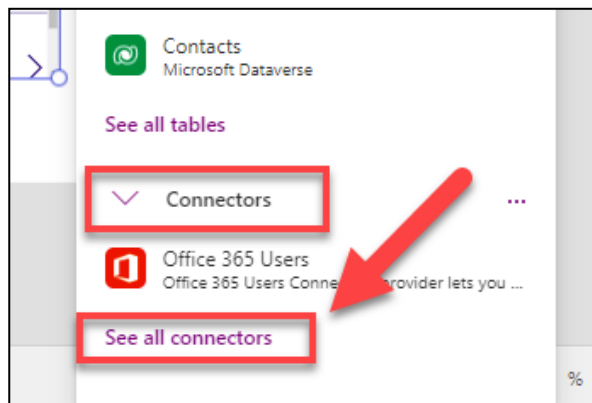 Contacts
Microsoft Dataverse
See all tables
Connectors
...
Office 365 Users
Office 365 Users Conne provider lets you ...
See all connectors
%